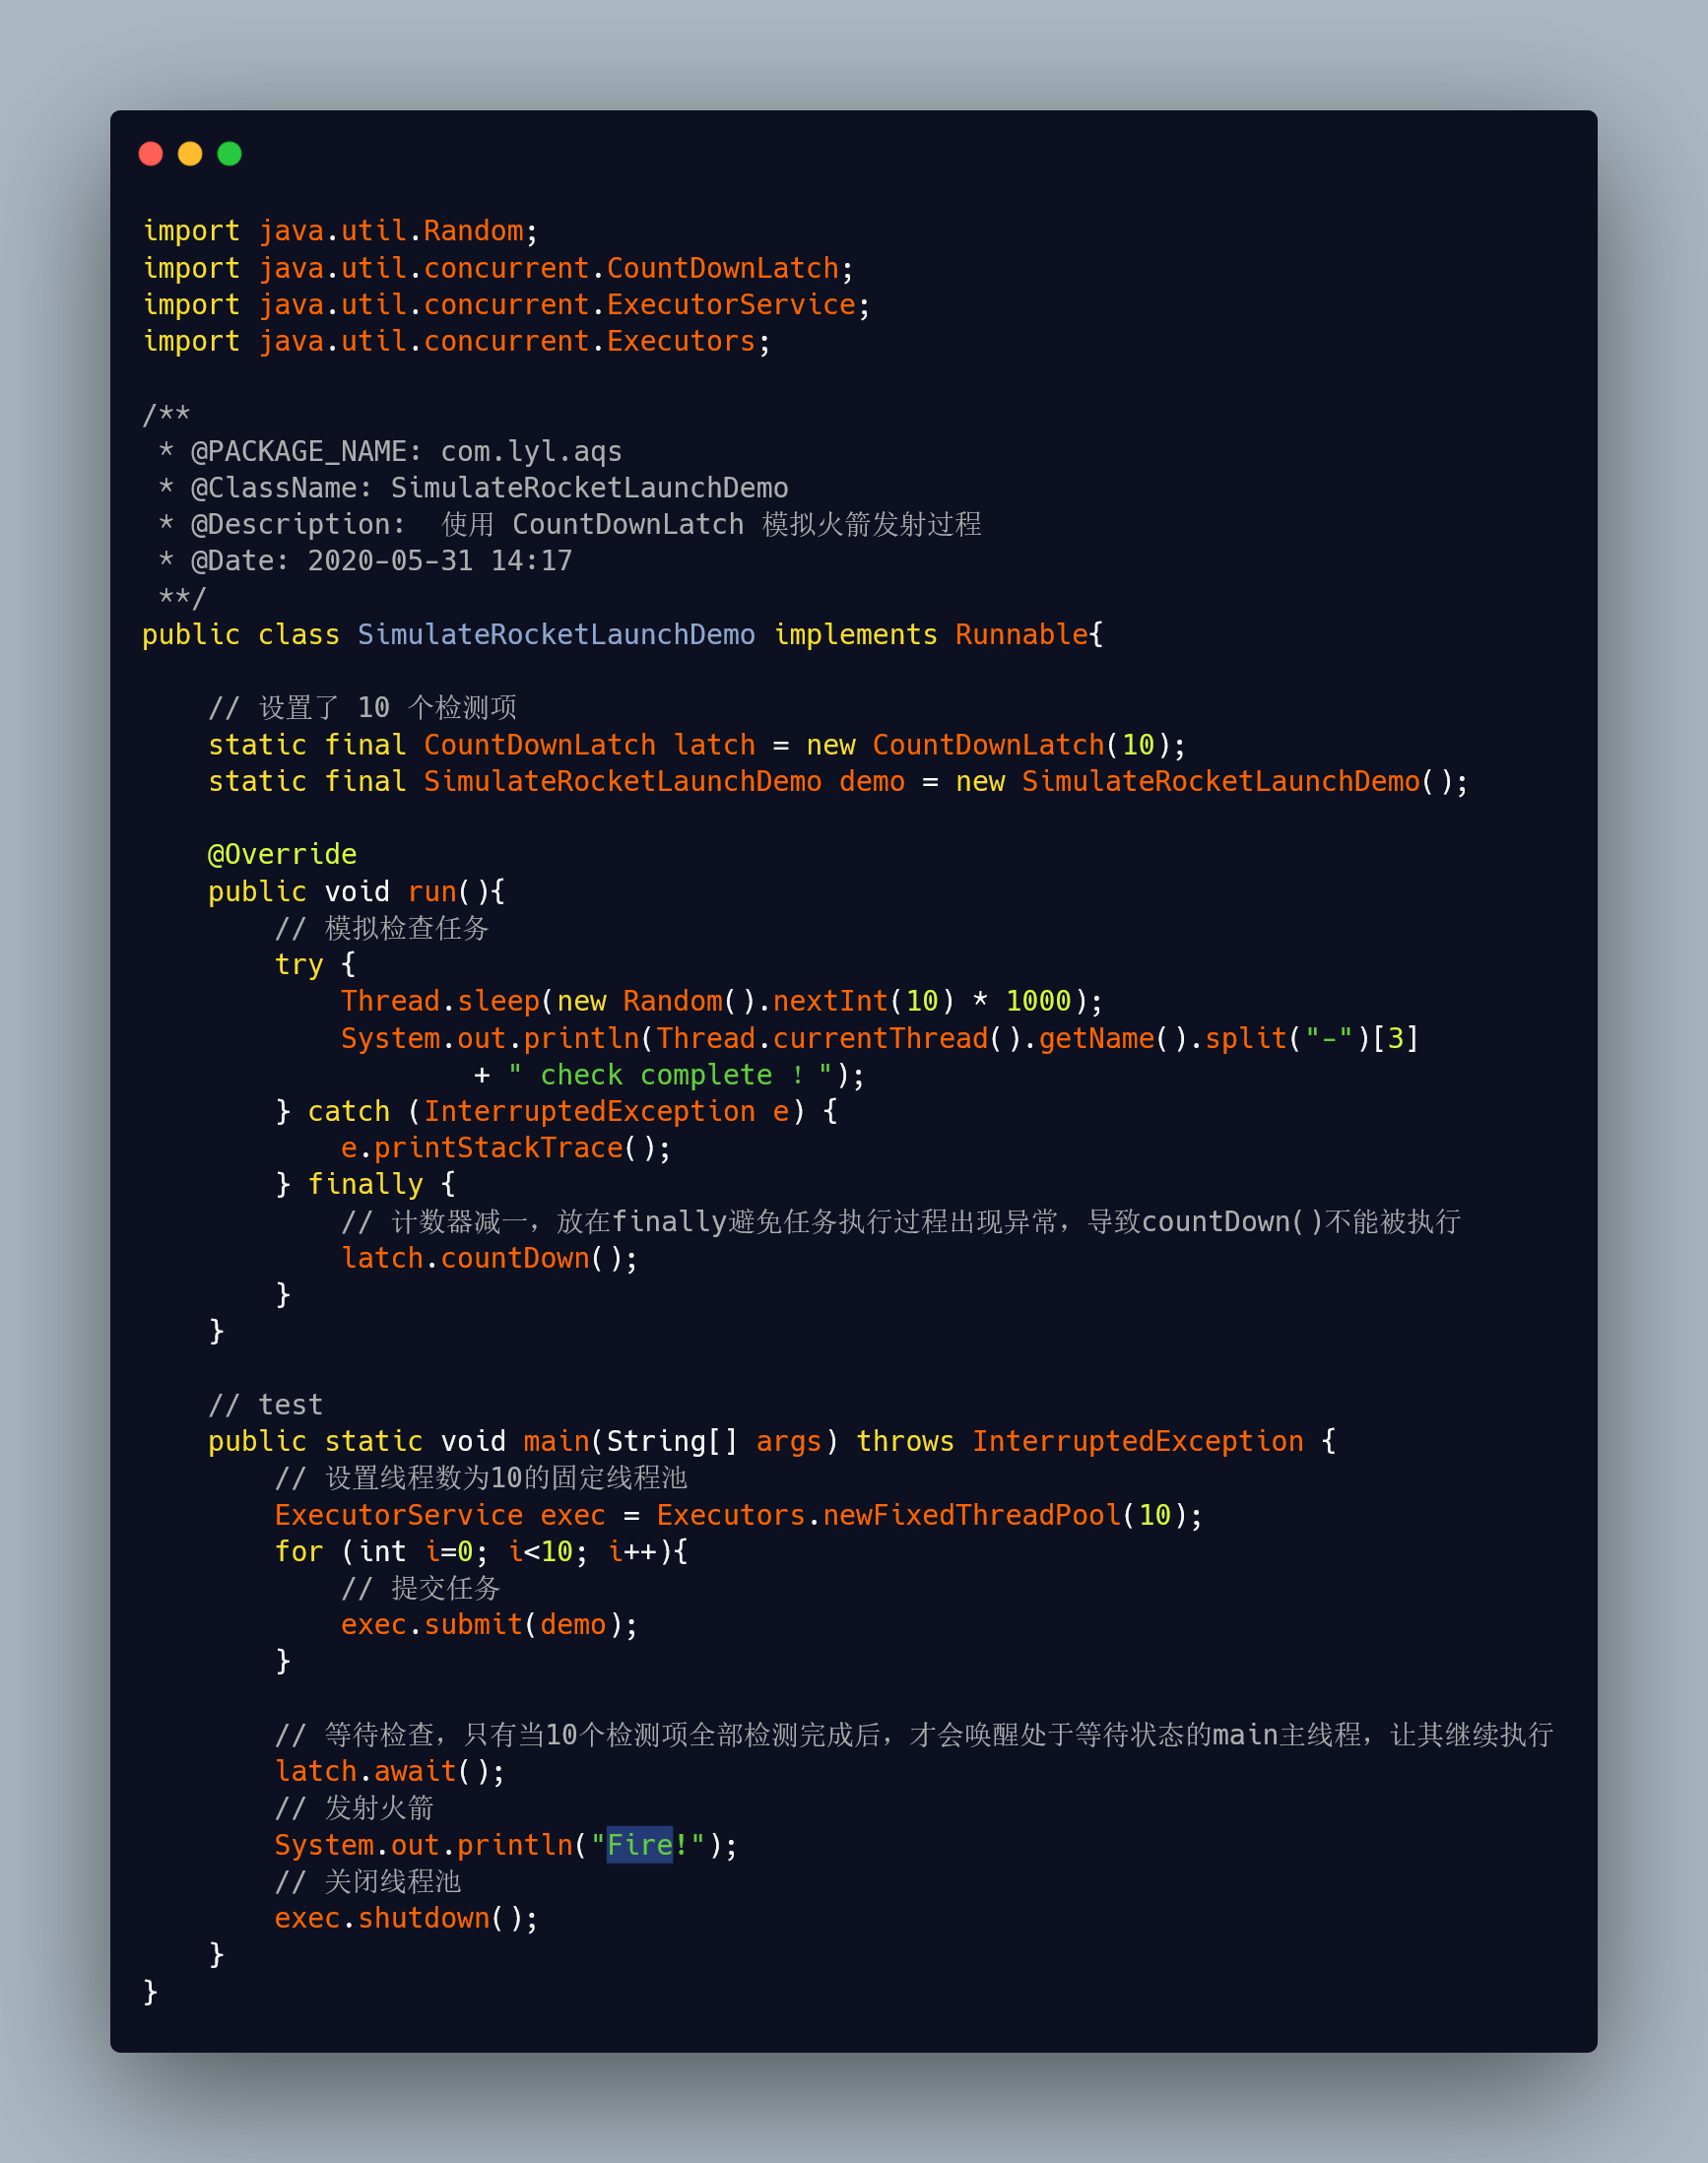 import java.util.Random;
import java.util.concurrent.CountDownLatch;
import java.util.concurrent.ExecutorService;
import java.util.concurrent.Executors;

/**
 * @PACKAGE_NAME: com.lyl.aqs
 * @ClassName: SimulateRocketLaunchDemo
 * @Description:  使用 CountDownLatch 模拟火箭发射过程
 * @Date: 2020-05-31 14:17
 **/
public class SimulateRocketLaunchDemo implements Runnable{

    // 设置了 10 个检测项
    static final CountDownLatch latch = new CountDownLatch(10);
    static final SimulateRocketLaunchDemo demo = new SimulateRocketLaunchDemo();

    @Override
    public void run(){
        // 模拟检查任务
        try {
            Thread.sleep(new Random().nextInt(10) * 1000);
            System.out.println(Thread.currentThread().getName().split("-")[3]
                    + " check complete ! ");
        } catch (InterruptedException e) {
            e.printStackTrace();
        } finally {
            // 计数器减一，放在finally避免任务执行过程出现异常，导致countDown()不能被执行
            latch.countDown();
        }
    }

    // test
    public static void main(String[] args) throws InterruptedException {
        // 设置线程数为10的固定线程池
        ExecutorService exec = Executors.newFixedThreadPool(10);
        for (int i=0; i<10; i++){
            // 提交任务
            exec.submit(demo);
        }

        // 等待检查，只有当10个检测项全部检测完成后，才会唤醒处于等待状态的main主线程，让其继续执行
        latch.await();
        // 发射火箭
        System.out.println("Fire!");
        // 关闭线程池
        exec.shutdown();
    }
}